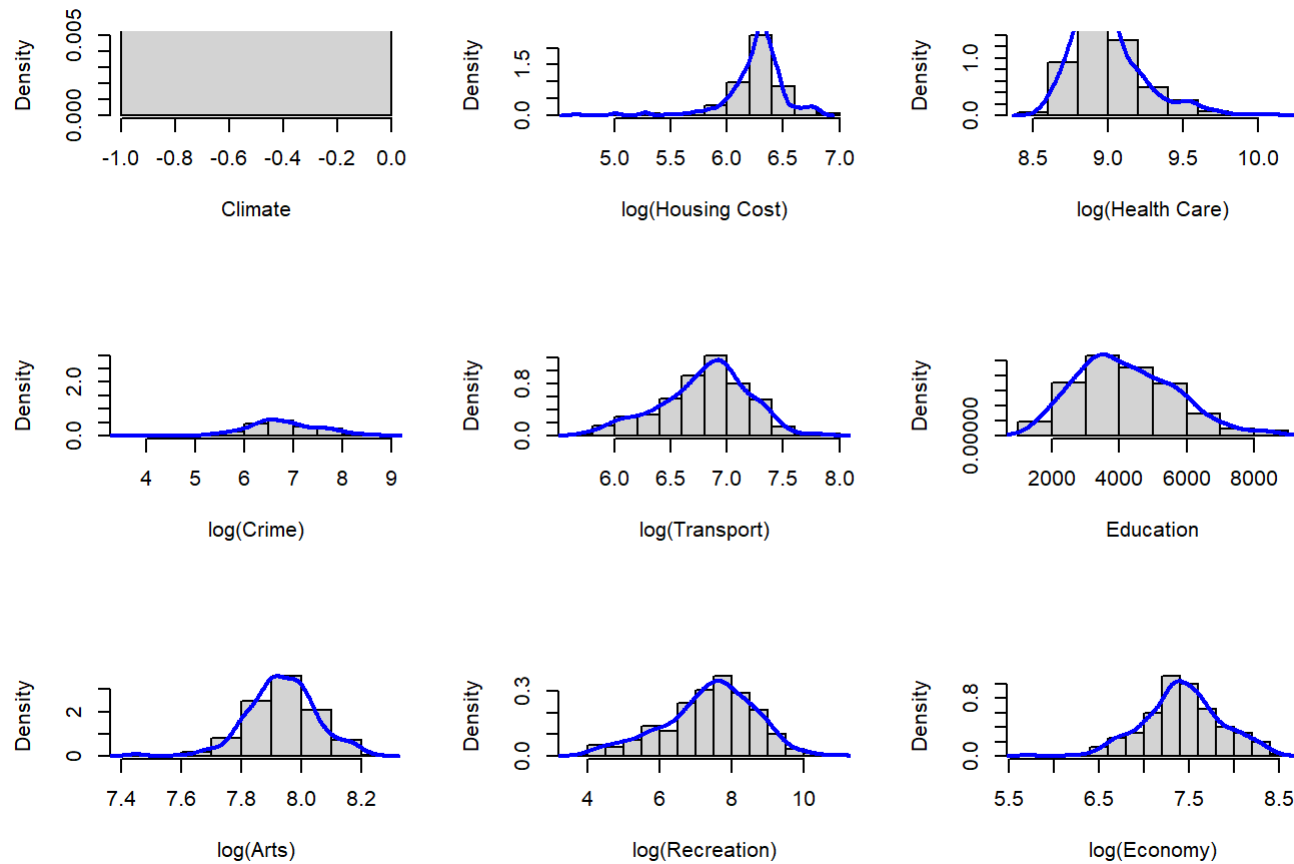 Density
0.000 0.005
-1.0 -0.8 -0.6 -0.4 -0.2 0.0
Climate
Density
0.0 1.5
5.0 5.5 6.0 6.5 7.0
log(Housing Cost)
Density
0.0 1.0
8.5 9.0 9.5 10.0
log(Health Care)
Density
0.0 2.0
4 5 6 7 8 9
log(Crime)
Density
0.0 0.8
6.0 6.5 7.0 7.5 8.0
log(Transport)
Density
0.00000
2000 4000 6000 8000
Education
Density
0 2
7.4 7.6 7.8 8.0 8.2
log(Arts)
Density
0.0 0.3
4 6 8 10
log(Recreation)
Density
0.0 0.8
5.5 6.5 7.5 8.5
log(Economy)